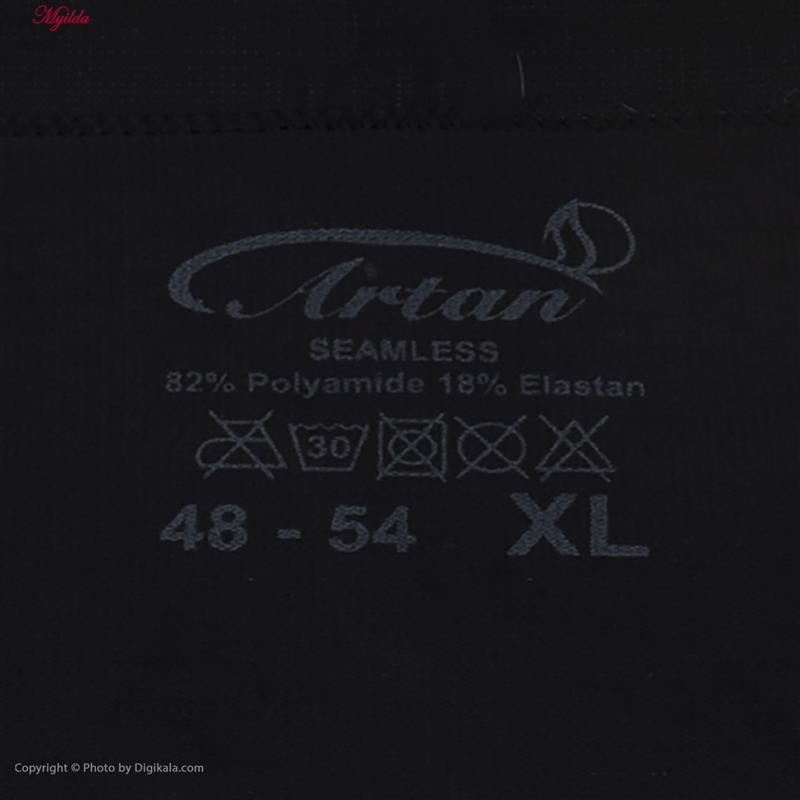 Myilda
Artan
SEAMLESS
82% Polyamide 18% Elastan
30
48 - 54 XL
Copyright © Photo by Digikala.com